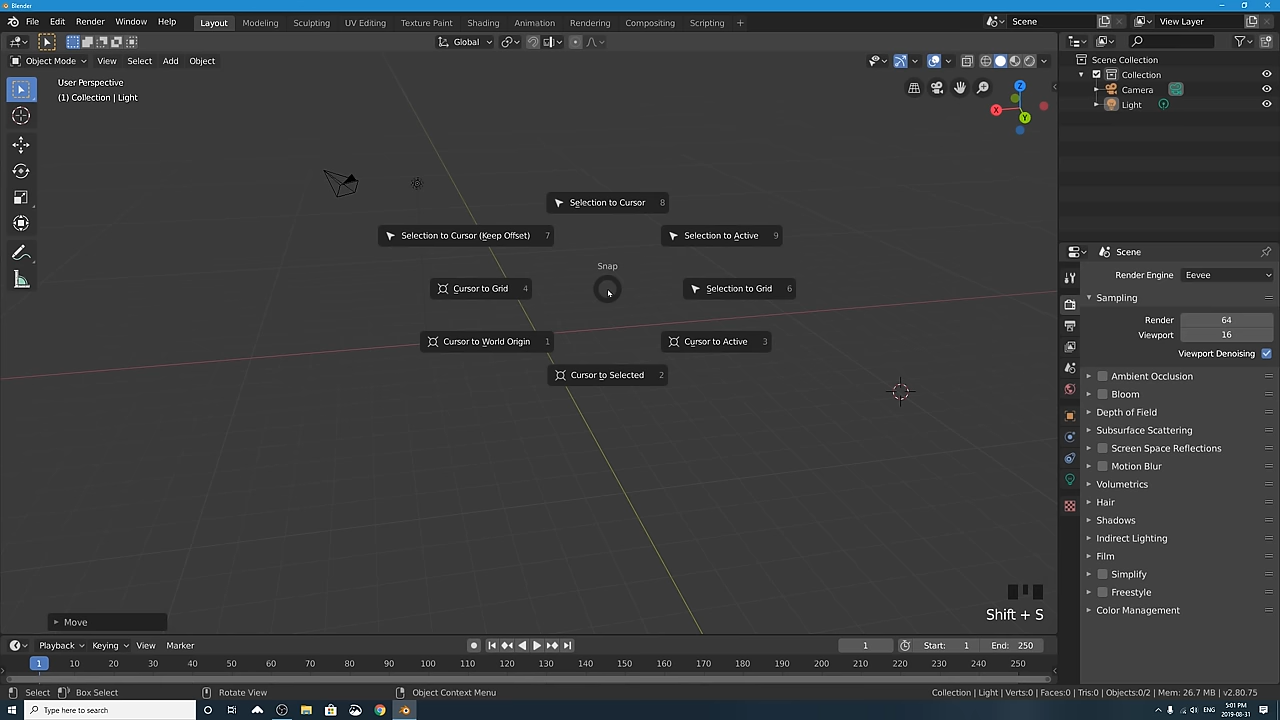 Blender
File Edit Render Window Help Layout Modeling Sculpting UV Editing Texture Paint Shading Animation Rendering Compositing Scripting + Scene View Layer
Global
Object Mode View Select Add Object
User Perspective
(1) Collection | Light
Z
X
Y
Selection to Cursor 8
Selection to Cursor (Keep Offset) 7
Selection to Active 9
Snap
Cursor to Grid 4
Selection to Grid 6
Cursor to World Origin 1
Cursor to Active 3
Cursor to Selected 2
Shift + S
Move
Scene Collection
Collection
Camera
Light
Scene
Render Engine Eevee
Sampling
Render 64
Viewport 16
Viewport Denoising
Ambient Occlusion
Bloom
Depth of Field
Subsurface Scattering
Screen Space Reflections
Motion Blur
Volumetrics
Hair
Shadows
Indirect Lighting
Film
Simplify
Freestyle
Color Management
Playback Keying View Marker 1 Start: 1 End: 250
1 10 20 30 40 50 60 70 80 90 100 110 120 130 140 150 160 170 180 190 200 210 220 230 240 250
Select Box Select Rotate View Object Context Menu Collection | Light | Verts:0 | Faces:0 | Tris:0 | Objects:0/2 | Mem: 26.7 MB | v2.80.75
Type here to search
ENG
5:01 PM
2019-08-31